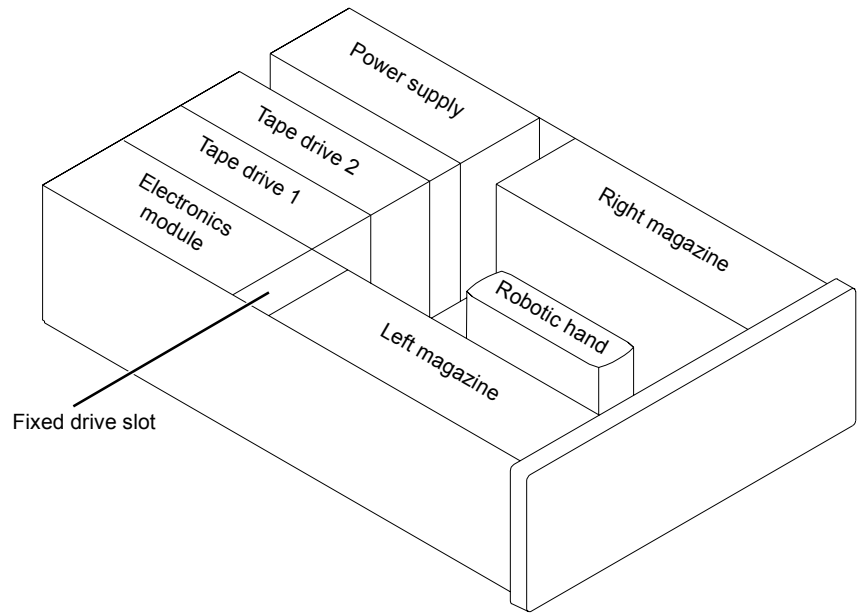 Power supply
Tape drive 2
Tape drive 1
Electronics
module
Right magazine
Robotic hand
Left magazine
Fixed drive slot